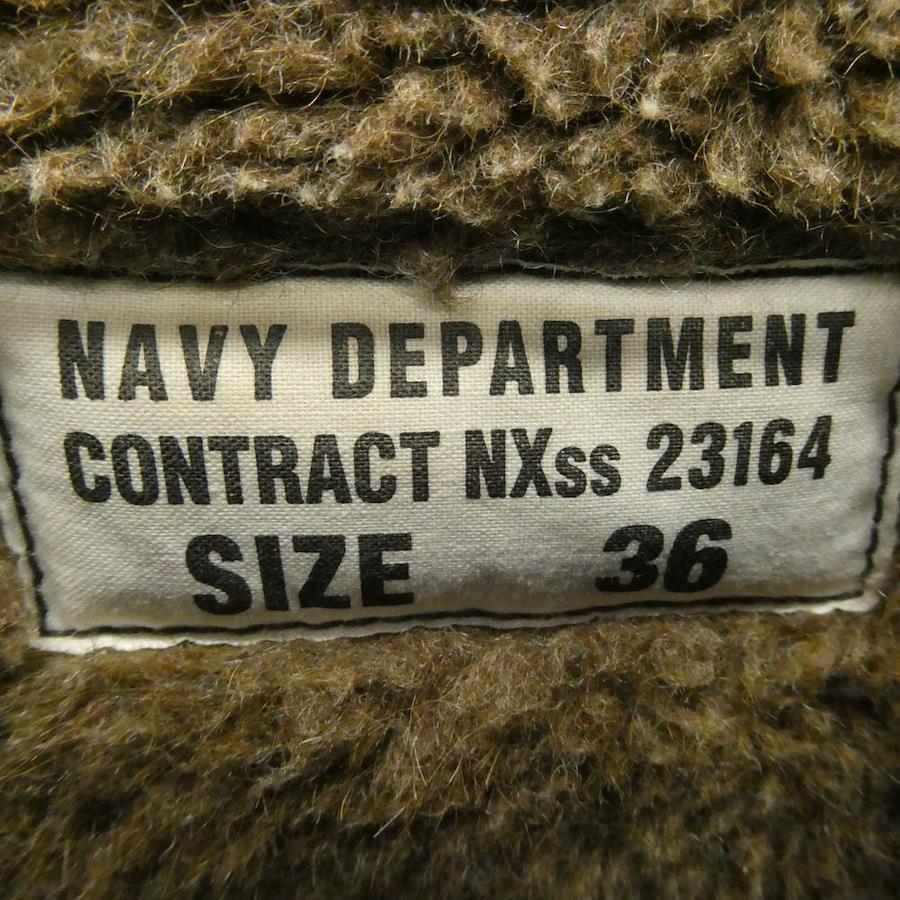 NAVY DEPARTMENT
CONTRACT NXss 23164
SIZE 36